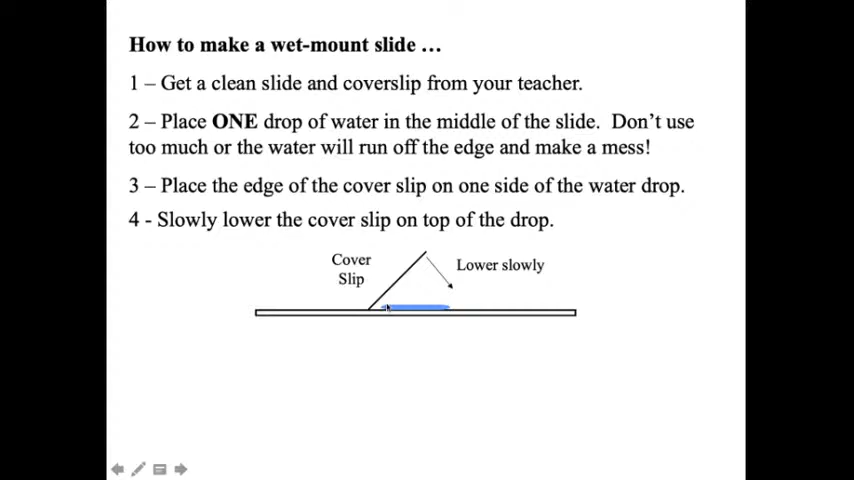 How to make a wet-mount slide …
1 – Get a clean slide and coverslip from your teacher.
2 – Place ONE drop of water in the middle of the slide.  Don’t use
too much or the water will run off the edge and make a mess!
3 – Place the edge of the cover slip on one side of the water drop.
4 - Slowly lower the cover slip on top of the drop.
Cover
Slip
Lower slowly